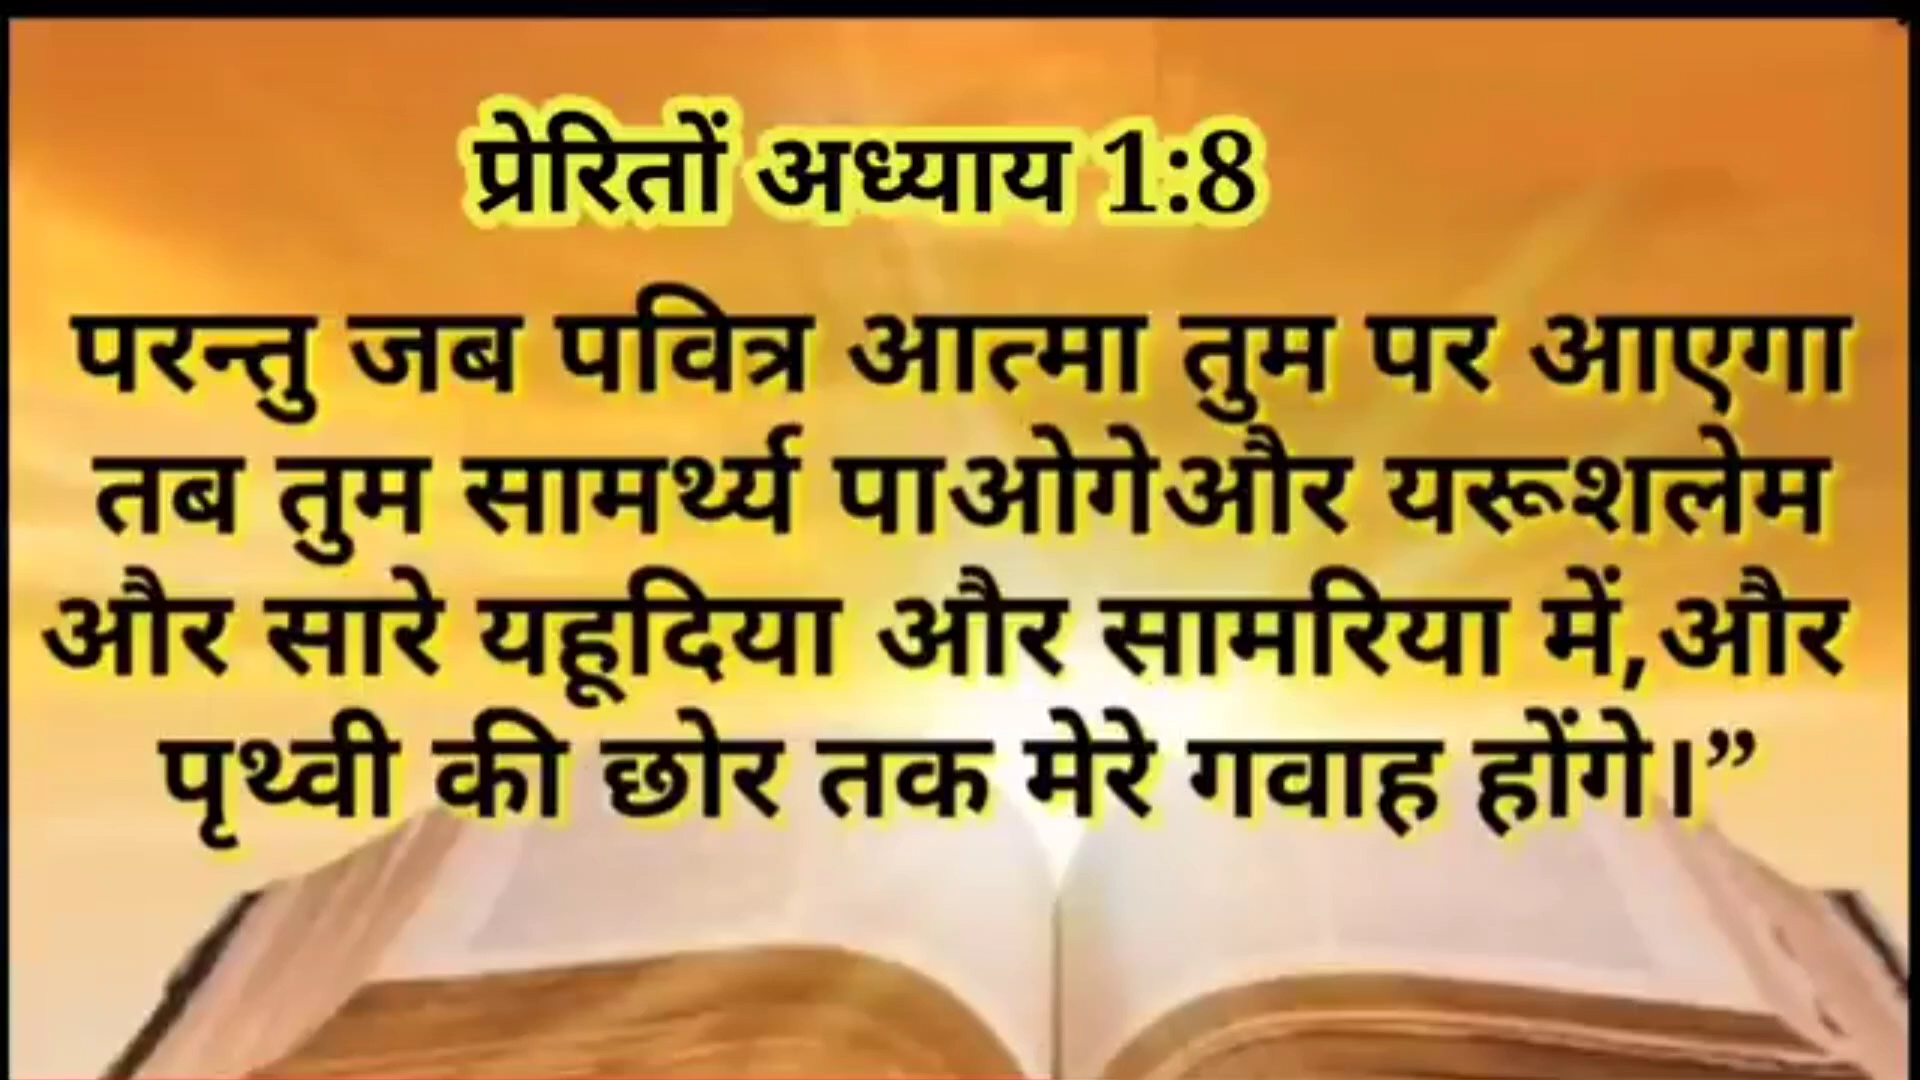 प्रेरितों अध्याय 1:8
परन्तु जब पवित्र आत्मा तुम पर आएगा
तब तुम सामर्थ्य पाओगेऔर यरूशलेम
और सारे यहूदिया और सामरिया में,और
पृथ्वी की छोर तक मेरे गवाह होंगे।”